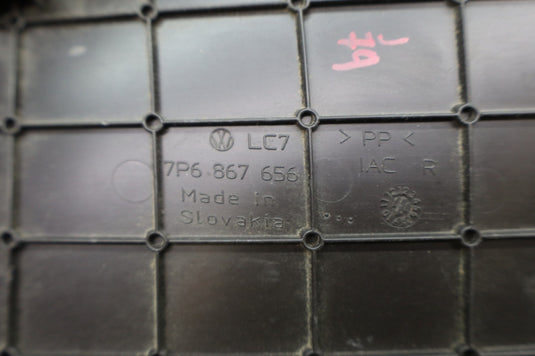 LC7
7P6 867 656
Made in
Slovakia
> PP <
IAC R